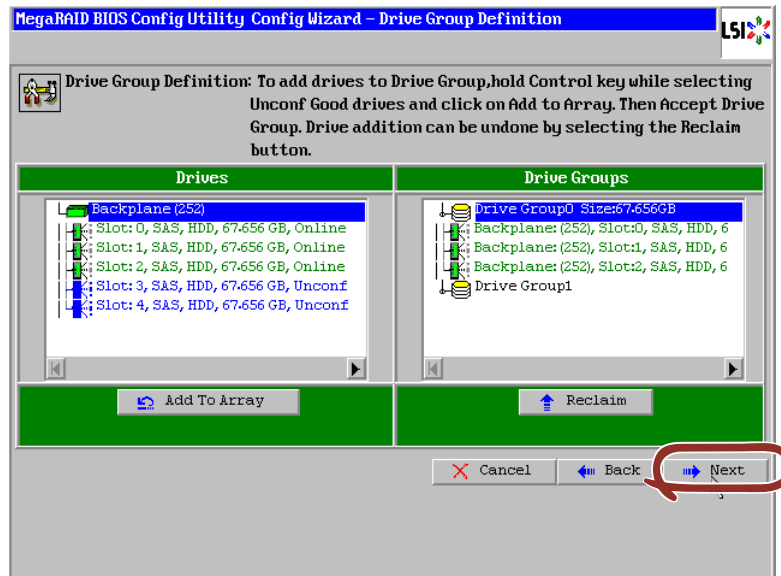 MegaRAID BIOS Config Utility Config Wizard – Drive Group Definition
LSI
Drive Group Definition: To add drives to Drive Group,hold Control key while selecting
Unconf Good drives and click on Add to Array. Then Accept Drive
Group. Drive addition can be undone by selecting the Reclaim
button.
Drives
Backplane (252)
Slot: 0, SAS, HDD, 67.656 GB, Online
Slot: 1, SAS, HDD, 67.656 GB, Online
Slot: 2, SAS, HDD, 67.656 GB, Online
Slot: 3, SAS, HDD, 67.656 GB, Unconf
Slot: 4, SAS, HDD, 67.656 GB, Unconf
Add To Array
Drive Groups
Drive Group0 Size:67.656GB
Backplane: (252), Slot:0, SAS, HDD, 6
Backplane: (252), Slot:1, SAS, HDD, 6
Backplane: (252), Slot:2, SAS, HDD, 6
Drive Group1
Reclaim
Cancel
Back
Next